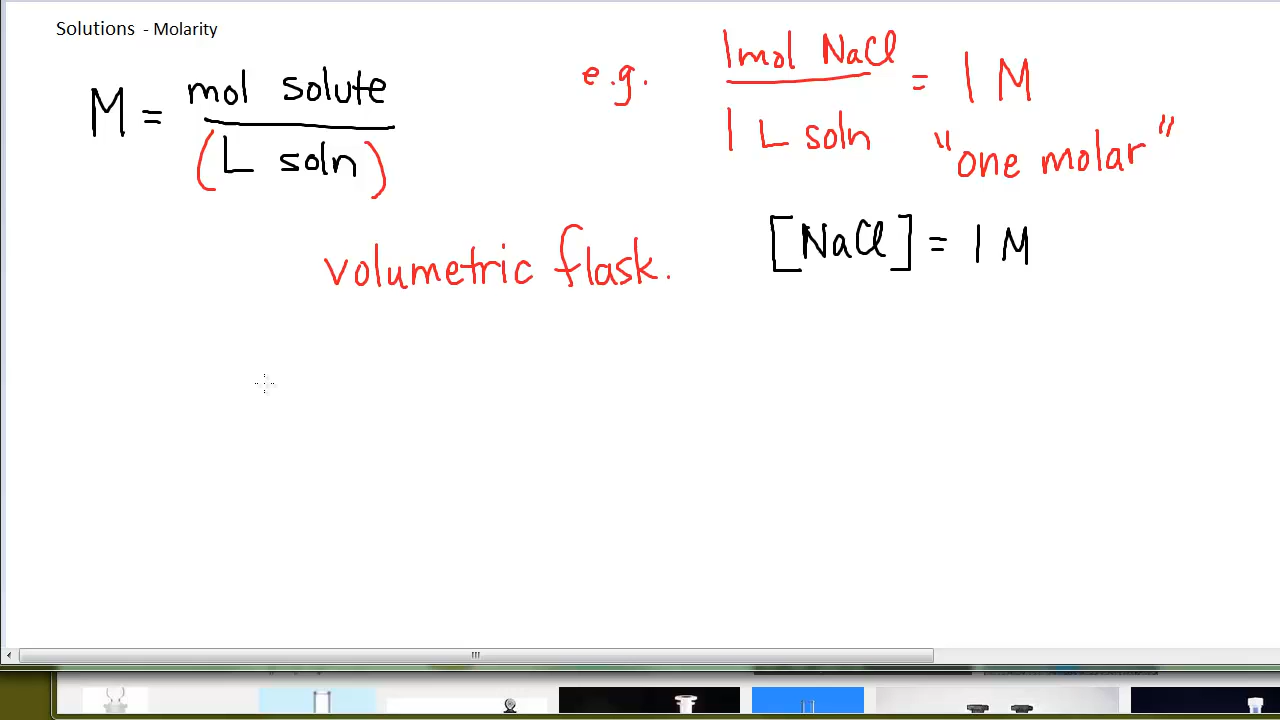 Solutions - Molarity
M = mol solute / (L soln)
e.g. 1mol NaCl / 1 L soln = 1 M
"one molar"
[NaCl] = 1 M
volumetric flask.